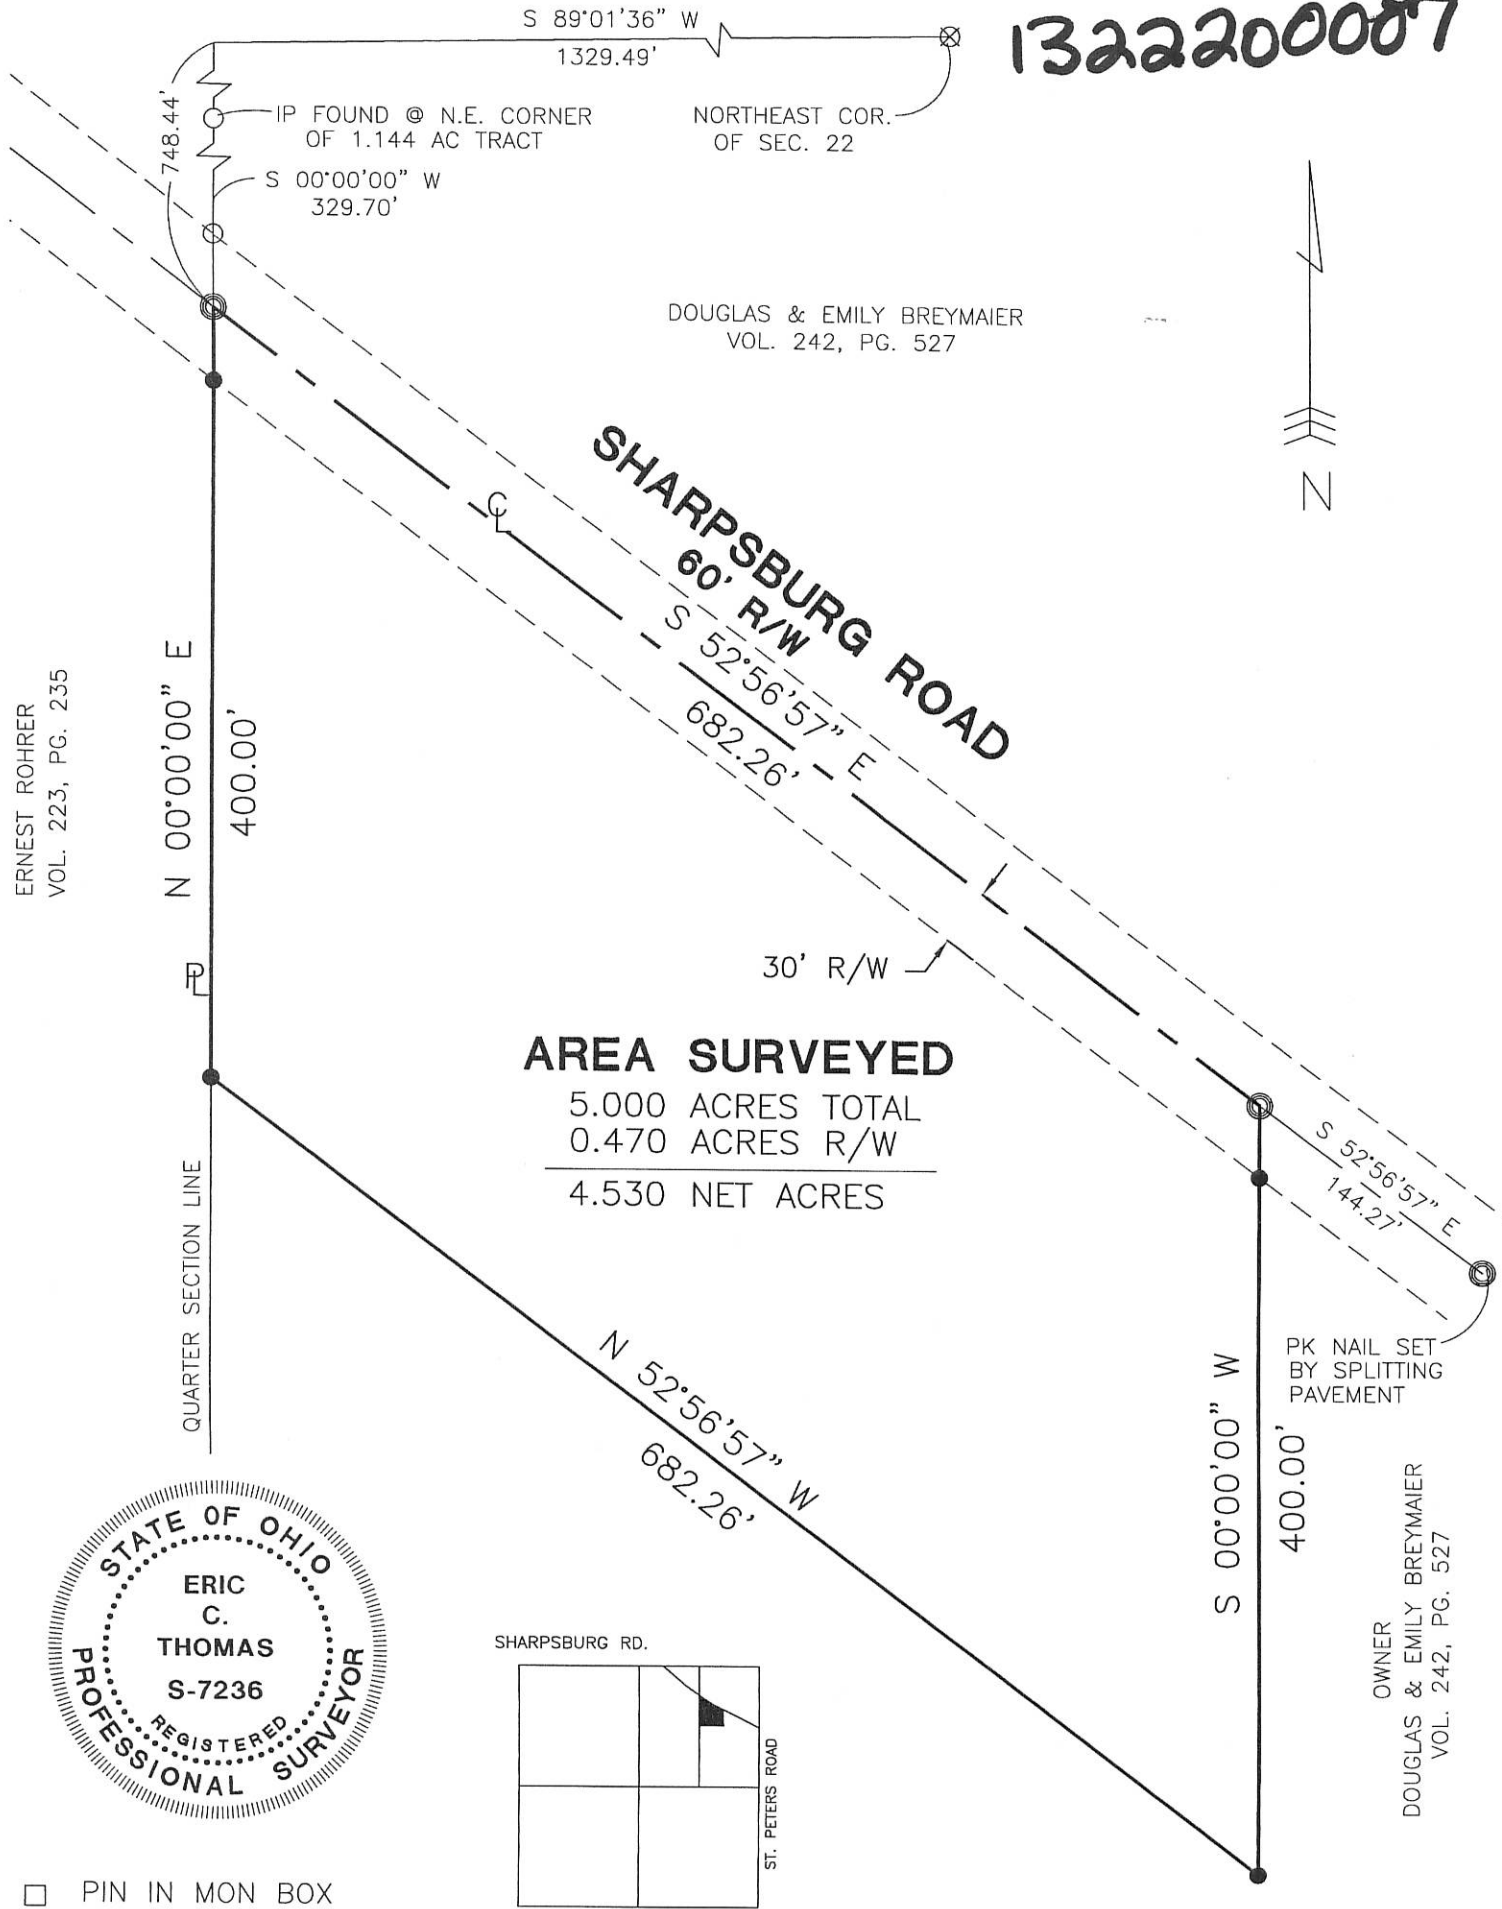 S 89°01'36" W
1329.49'
1322200007
748.44'
IP FOUND @ N.E. CORNER
OF 1.144 AC TRACT
NORTHEAST COR.
OF SEC. 22
S 00°00'00" W
329.70'
DOUGLAS & EMILY BREYMAIER
VOL. 242, PG. 527
N
SHARPSBURG ROAD
60' R/W
S 52°56'57" E
682.26'
ERNEST ROHRER
VOL. 223, PG. 235
N 00°00'00" E
400.00'
30' R/W
AREA SURVEYED
5.000 ACRES TOTAL
0.470 ACRES R/W
4.530 NET ACRES
S 52°56'57" E
144.27'
QUARTER SECTION LINE
PK NAIL SET
BY SPLITTING
PAVEMENT
N 52°56'57" W
682.26'
S 00°00'00" W
400.00'
OWNER
DOUGLAS & EMILY BREYMAIER
VOL. 242, PG. 527
STATE OF OHIO
ERIC
C.
THOMAS
S-7236
REGISTERED
PROFESSIONAL SURVEYOR
SHARPSBURG RD.
ST. PETERS ROAD
□ PIN IN MON BOX